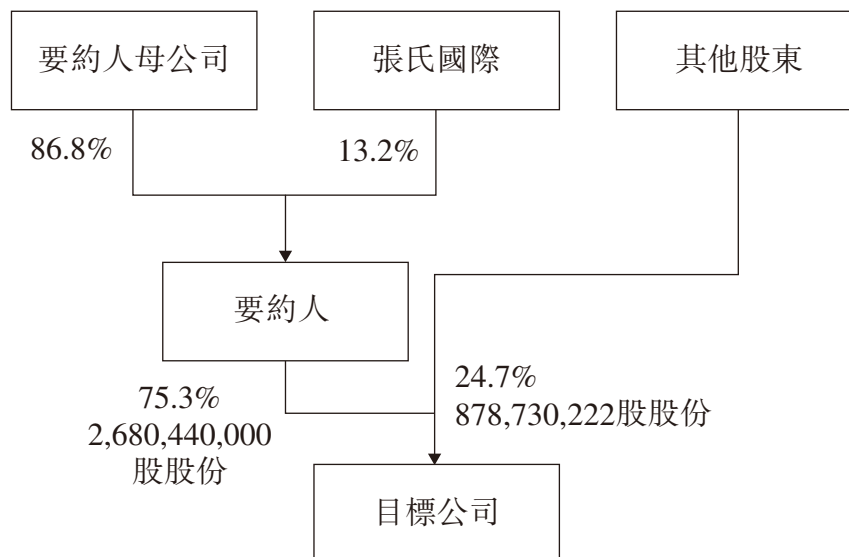 要約人母公司
張氏國際
其他股東
86.8%
13.2%
要約人
75.3%
2,680,440,000
股股份
24.7%
878,730,222股股份
目標公司